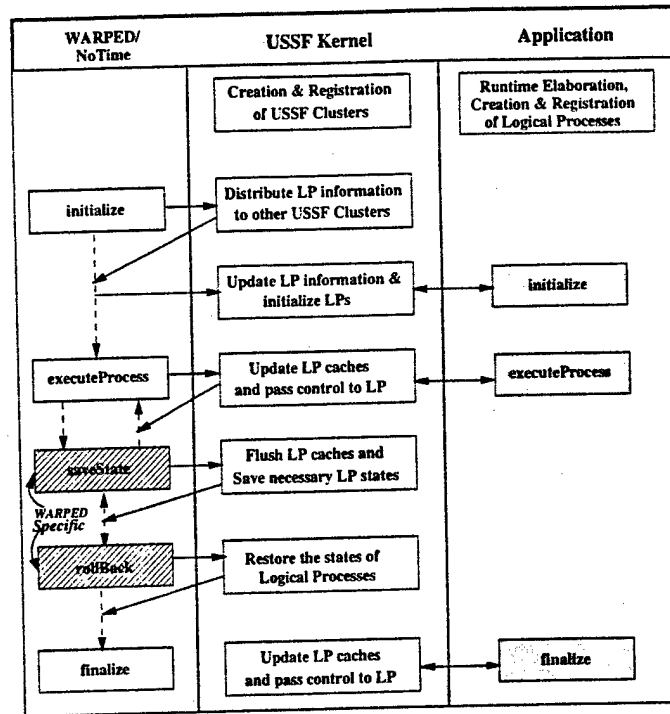 WARPED/
NoTime
USSF Kernel
Application
Creation & Registration
of USSF Clusters
Runtime Elaboration,
Creation & Registration
of Logical Processes
initialize
Distribute LP information
to other USSF Clusters
Update LP information &
initialize LPs
initialize
executeProcess
Update LP caches
and pass control to LP
executeProcess
saveState
Flush LP caches and
Save necessary LP states
WARPED
Specific
rollBack
Restore the states of
Logical Processes
finalize
Update LP caches
and pass control to LP
finalize